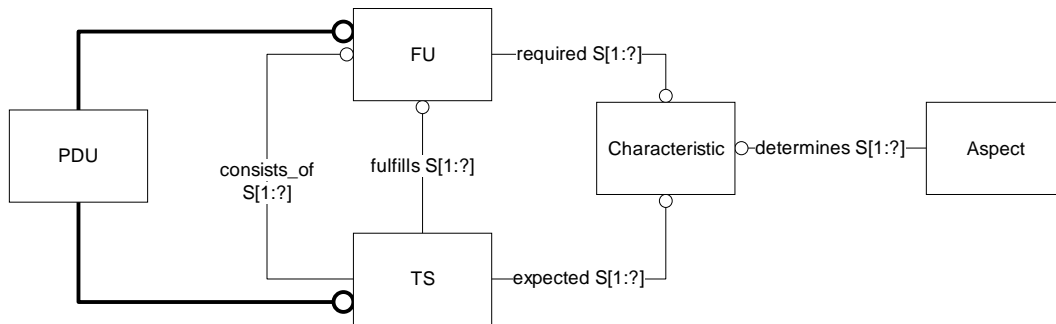 FU
required S[1:?]
PDU
consists_of
S[1:?]
fulfills S[1:?]
Characteristic
determines S[1:?]
Aspect
TS
expected S[1:?]